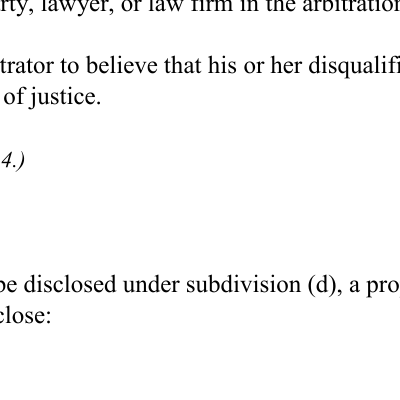 rty, lawyer, or law firm in the arbitration
trator to believe that his or her disqualifi
of justice.
4.)
be disclosed under subdivision (d), a pro
close: